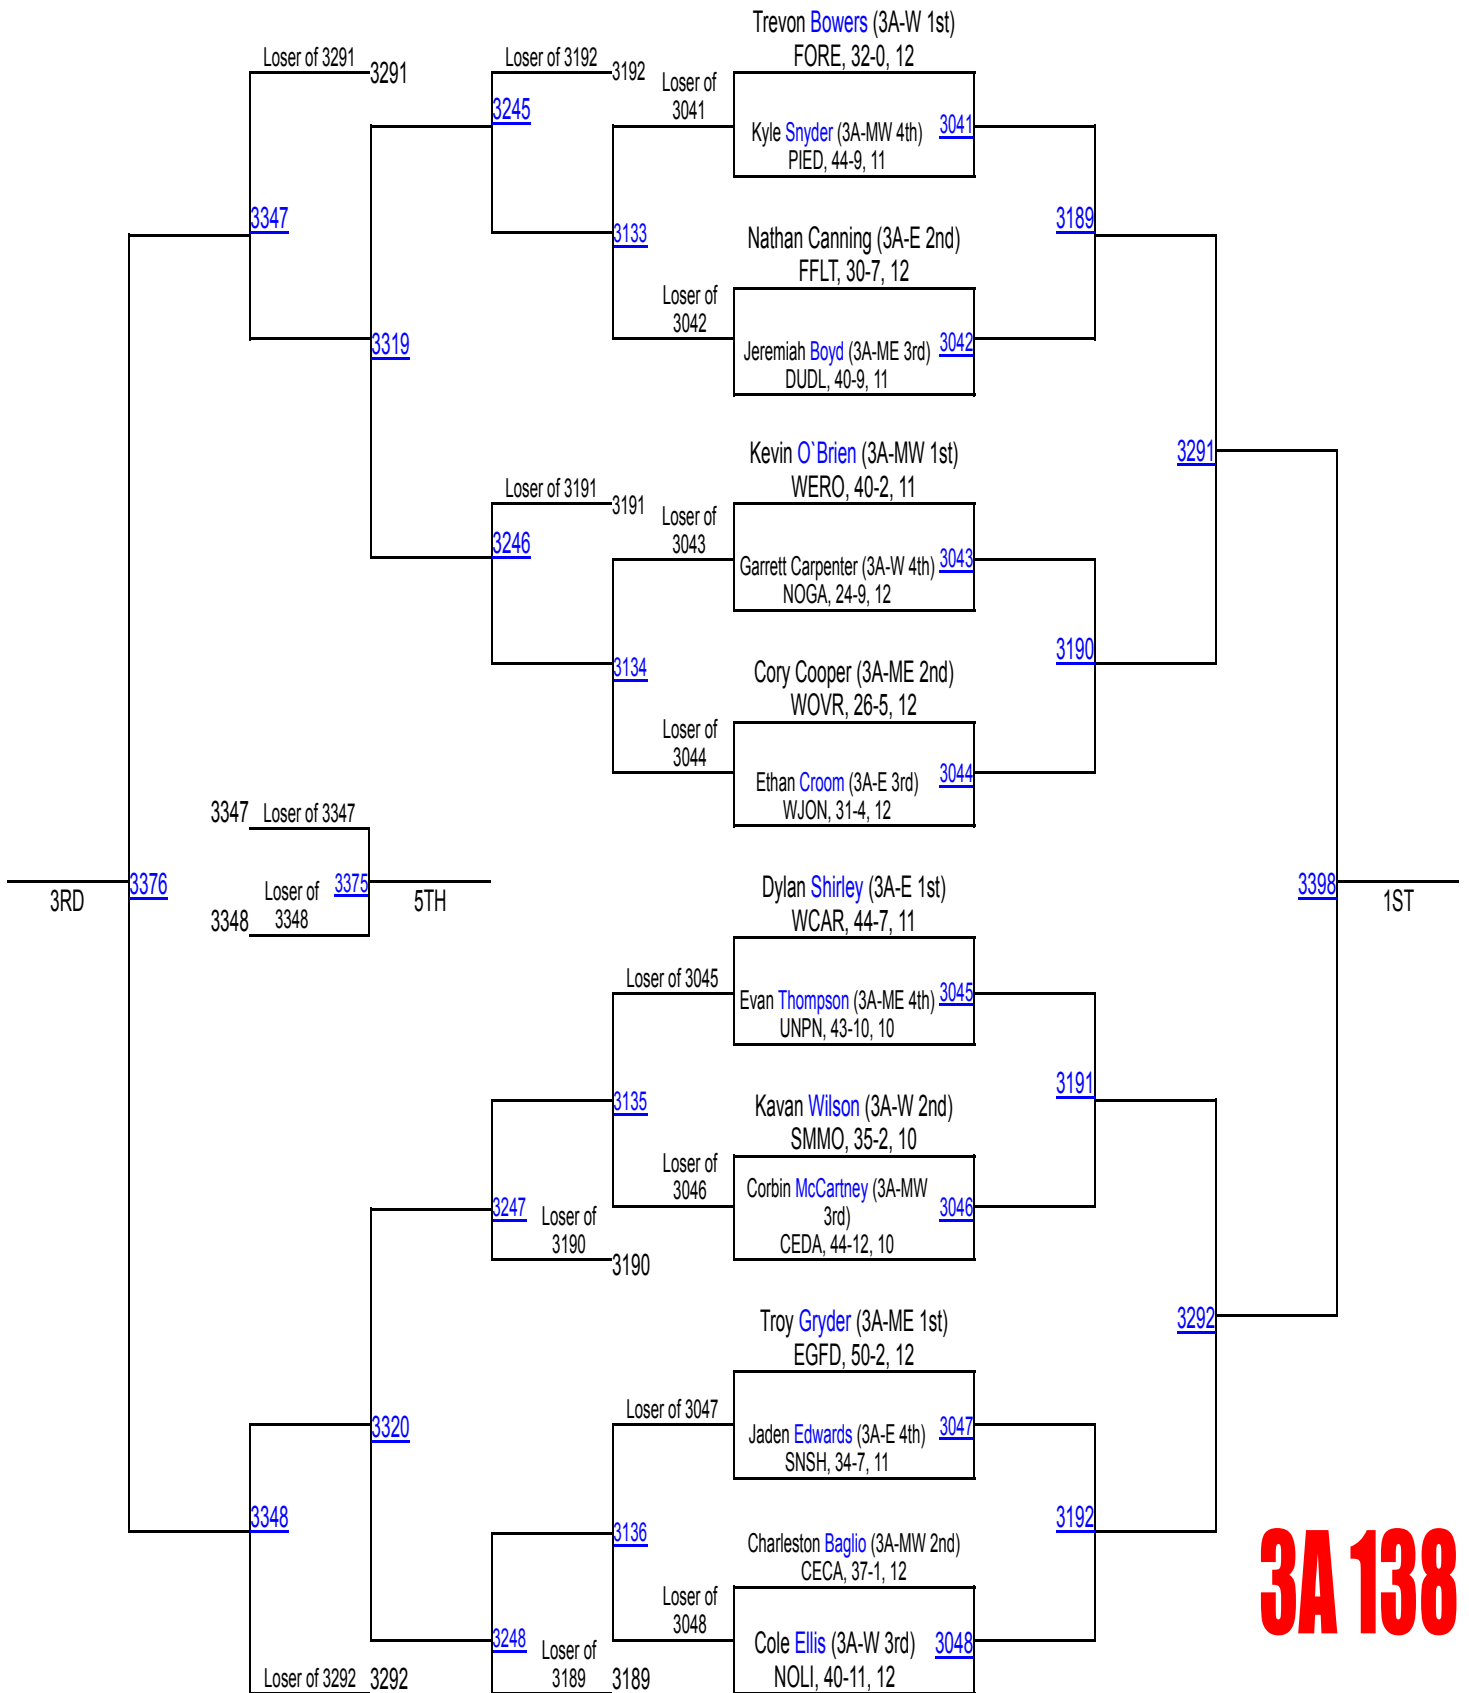 Trevon Bowers (3A-W 1st)
FORE, 32-0, 12
Loser of 3291
3291
Loser of 3192
3192
Loser of
3041
3245
Kyle Snyder (3A-MW 4th)
PIED, 44-9, 11
3041
3347
3133
3189
Nathan Canning (3A-E 2nd)
FFLT, 30-7, 12
Loser of
3042
3319
Jeremiah Boyd (3A-ME 3rd)
DUDL, 40-9, 11
3042
3291
Kevin O`Brien (3A-MW 1st)
WERO, 40-2, 11
Loser of 3191
3191
Loser of
3043
3246
Garrett Carpenter (3A-W 4th)
NOGA, 24-9, 12
3043
3134
3190
Cory Cooper (3A-ME 2nd)
WOVR, 26-5, 12
Loser of
3044
Ethan Croom (3A-E 3rd)
WJON, 31-4, 12
3044
3347
Loser of 3347
3RD
3376
Loser of
3348
3348
3375
5TH
Dylan Shirley (3A-E 1st)
WCAR, 44-7, 11
3398
1ST
Loser of 3045
Evan Thompson (3A-ME 4th)
UNPN, 43-10, 10
3045
3135
3191
Kavan Wilson (3A-W 2nd)
SMMO, 35-2, 10
Loser of
3046
Corbin McCartney (3A-MW
3rd)
CEDA, 44-12, 10
3046
3247
Loser of
3190
3190
Troy Gryder (3A-ME 1st)
EGFD, 50-2, 12
3292
Loser of 3047
3320
Jaden Edwards (3A-E 4th)
SNSH, 34-7, 11
3047
3348
3136
3192
Charleston Baglio (3A-MW 2nd)
CECA, 37-1, 12
Loser of
3048
3248
Cole Ellis (3A-W 3rd)
NOLI, 40-11, 12
3048
Loser of 3292
3292
Loser of
3189
3189
3A 138